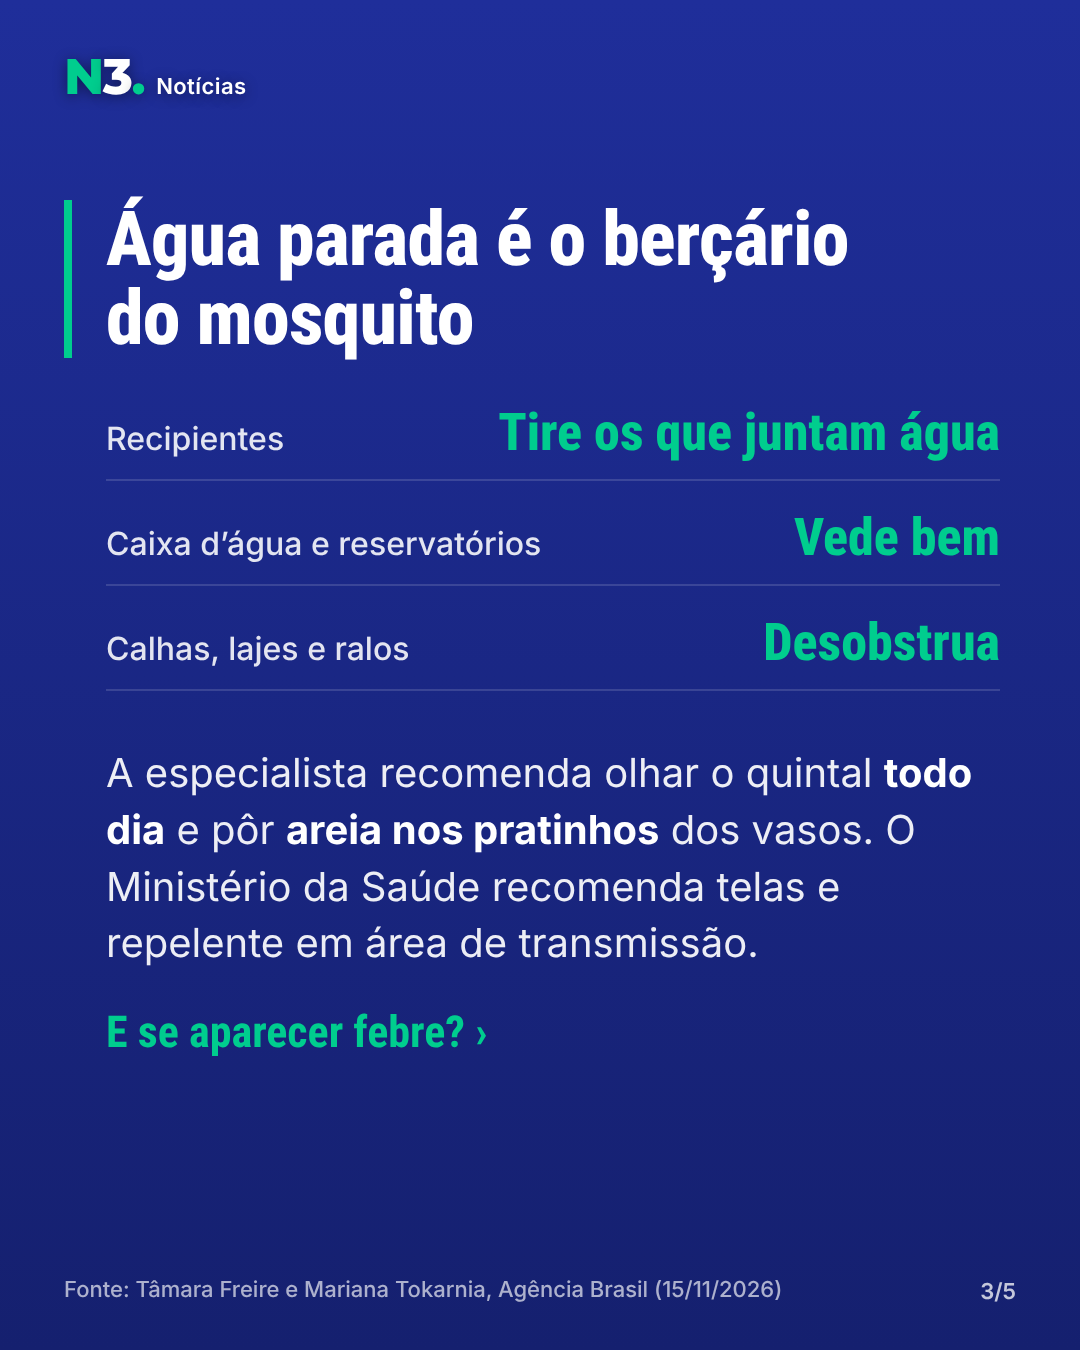 N3. Notícias
Água parada é o berçário
do mosquito
Recipientes Tire os que juntam água
Caixa d’água e reservatórios Vede bem
Calhas, lajes e ralos Desobstrua
A especialista recomenda olhar o quintal todo
dia e pôr areia nos pratinhos dos vasos. O
Ministério da Saúde recomenda telas e
repelente em área de transmissão.
E se aparecer febre? ›
Fonte: Tâmara Freire e Mariana Tokarnia, Agência Brasil (15/11/2026) 3/5